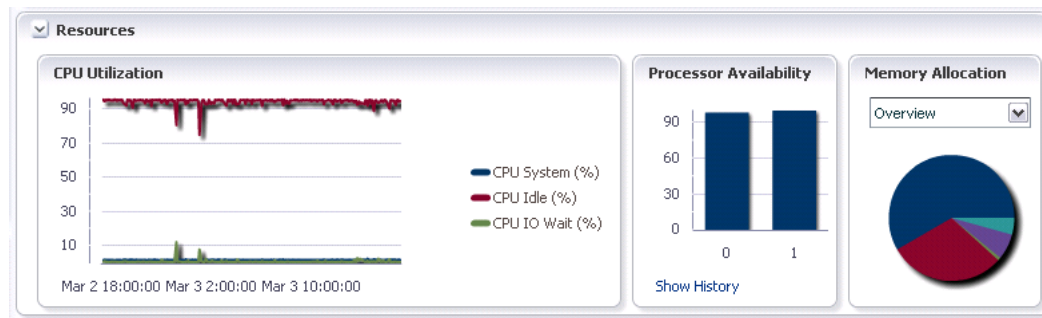 Resources
CPU Utilization
90
70
50
30
10
Mar 2 18:00:00 Mar 3 2:00:00 Mar 3 10:00:00
CPU System (%)
CPU Idle (%)
CPU IO Wait (%)
Processor Availability
90
60
30
0
0 1
Show History
Memory Allocation
Overview